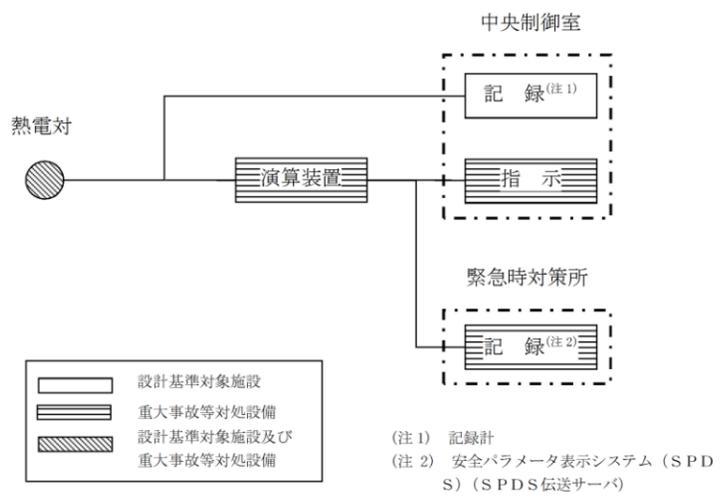 中央制御室
記　録(注1)
熱電対
演算装置
指　示
緊急時対策所
記　録(注2)
設計基準対象施設
重大事故等対処設備
設計基準対象施設及び
重大事故等対処設備
(注1)　記録計
(注2)　安全パラメータ表示システム（ＳＰＤ
Ｓ）（ＳＰＤＳ伝送サーバ）